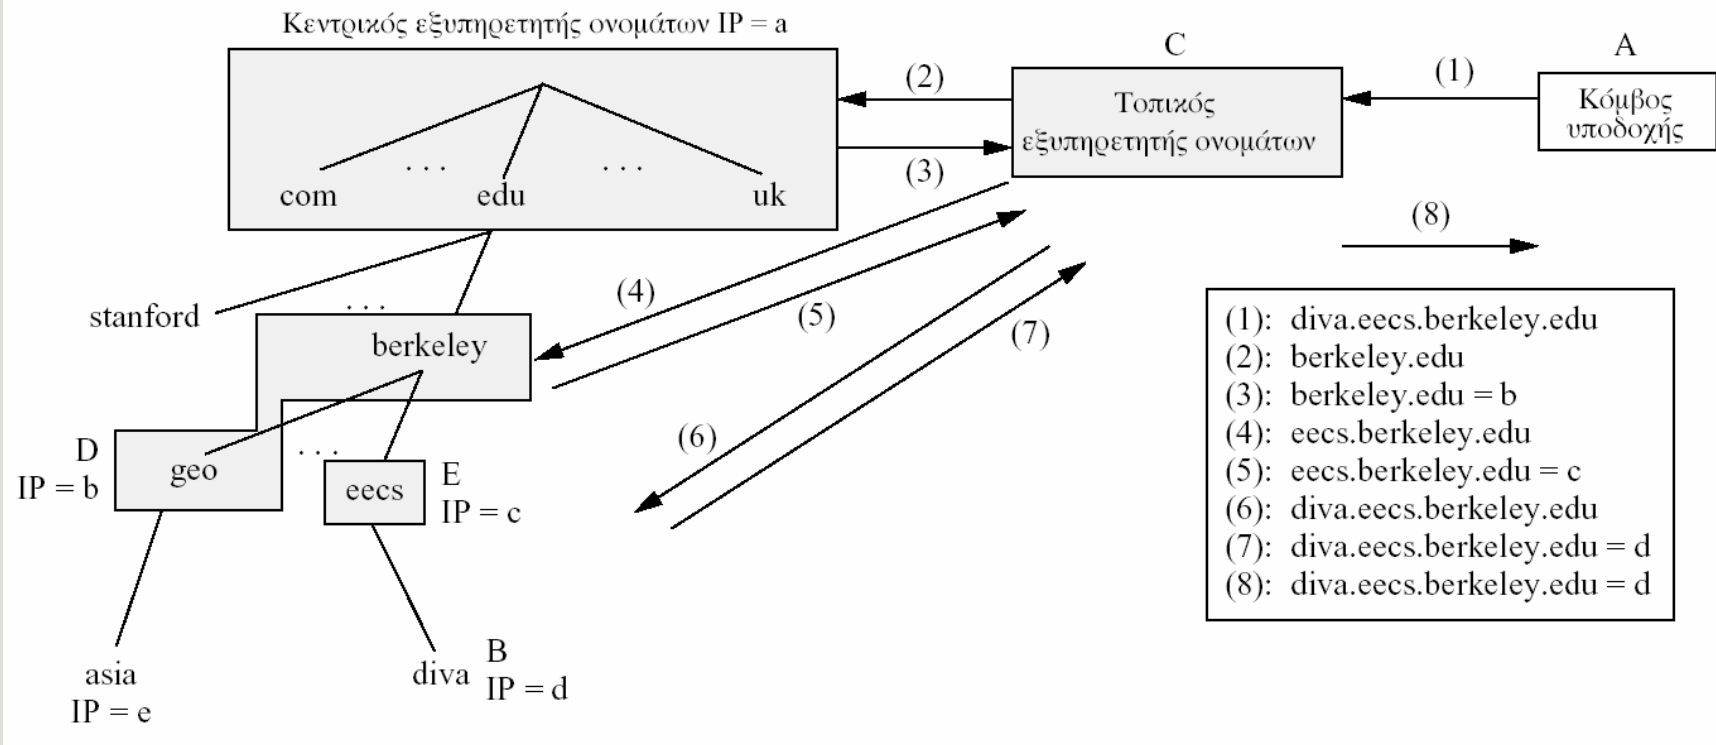 Κεντρικός εξυπηρετητής ονομάτων IP = a
C
A
(2)
(1)
Τοπικός
εξυπηρετητής ονομάτων
Κόμβος
υποδοχής
. . .
. . .
(3)
com
edu
uk
(8)
stanford
. . .
(4)
(5)
(7)
berkeley
(6)
D
IP = b
geo
. . .
eecs
E
IP = c
asia
IP = e
diva
B
IP = d
(1): diva.eecs.berkeley.edu
(2): berkeley.edu
(3): berkeley.edu = b
(4): eecs.berkeley.edu
(5): eecs.berkeley.edu = c
(6): diva.eecs.berkeley.edu
(7): diva.eecs.berkeley.edu = d
(8): diva.eecs.berkeley.edu = d